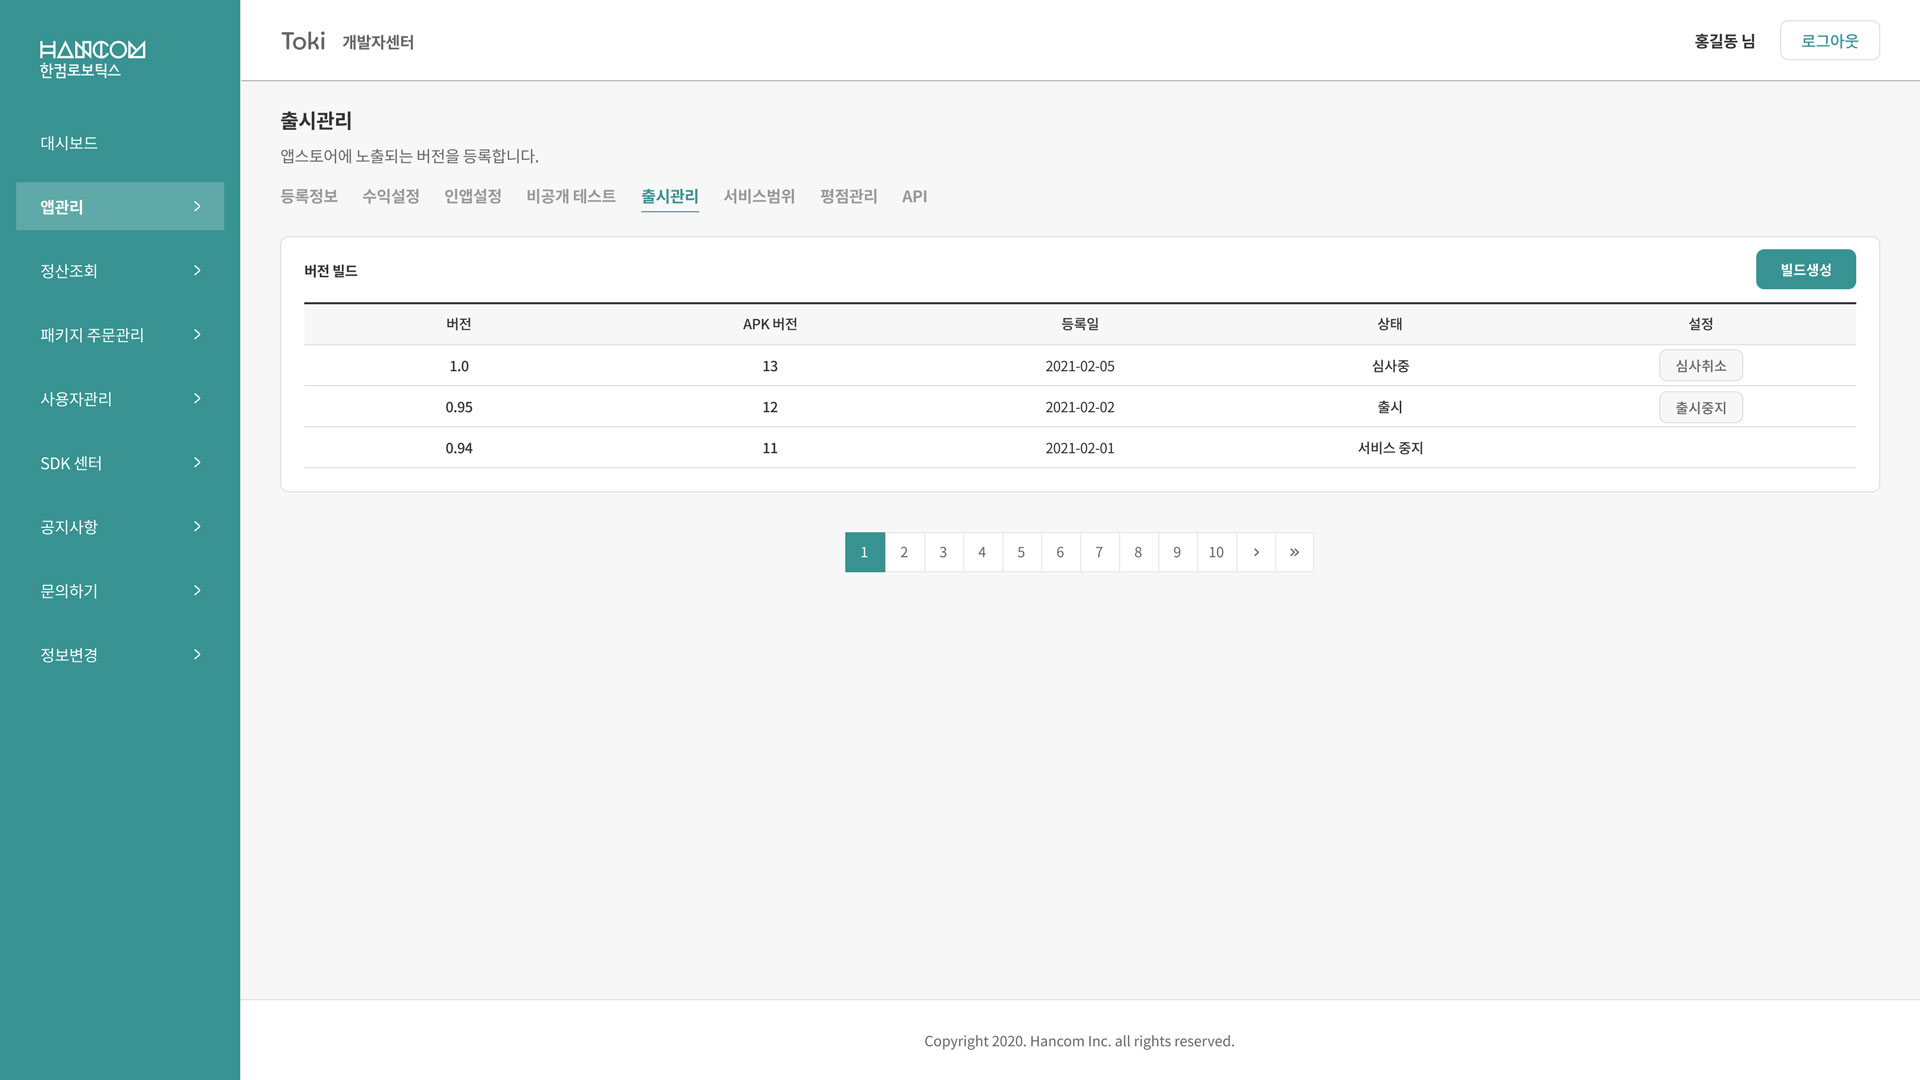 HANCOM
한컴로보틱스
대시보드
앱관리
정산조회
패키지 주문관리
사용자관리
SDK 센터
공지사항
문의하기
정보변경
Toki 개발자센터
홍길동 님 로그아웃
출시관리
앱스토어에 노출되는 버전을 등록합니다.
등록정보 수익설정 인앱설정 비공개 테스트 출시관리 서비스범위 평점관리 API
버전 빌드 빌드생성
버전 APK 버전 등록일 상태 설정
1.0 13 2021-02-05 심사중 심사취소
0.95 12 2021-02-02 출시 출시중지
0.94 11 2021-02-01 서비스 중지
1 2 3 4 5 6 7 8 9 10 > »
Copyright 2020. Hancom Inc. all rights reserved.